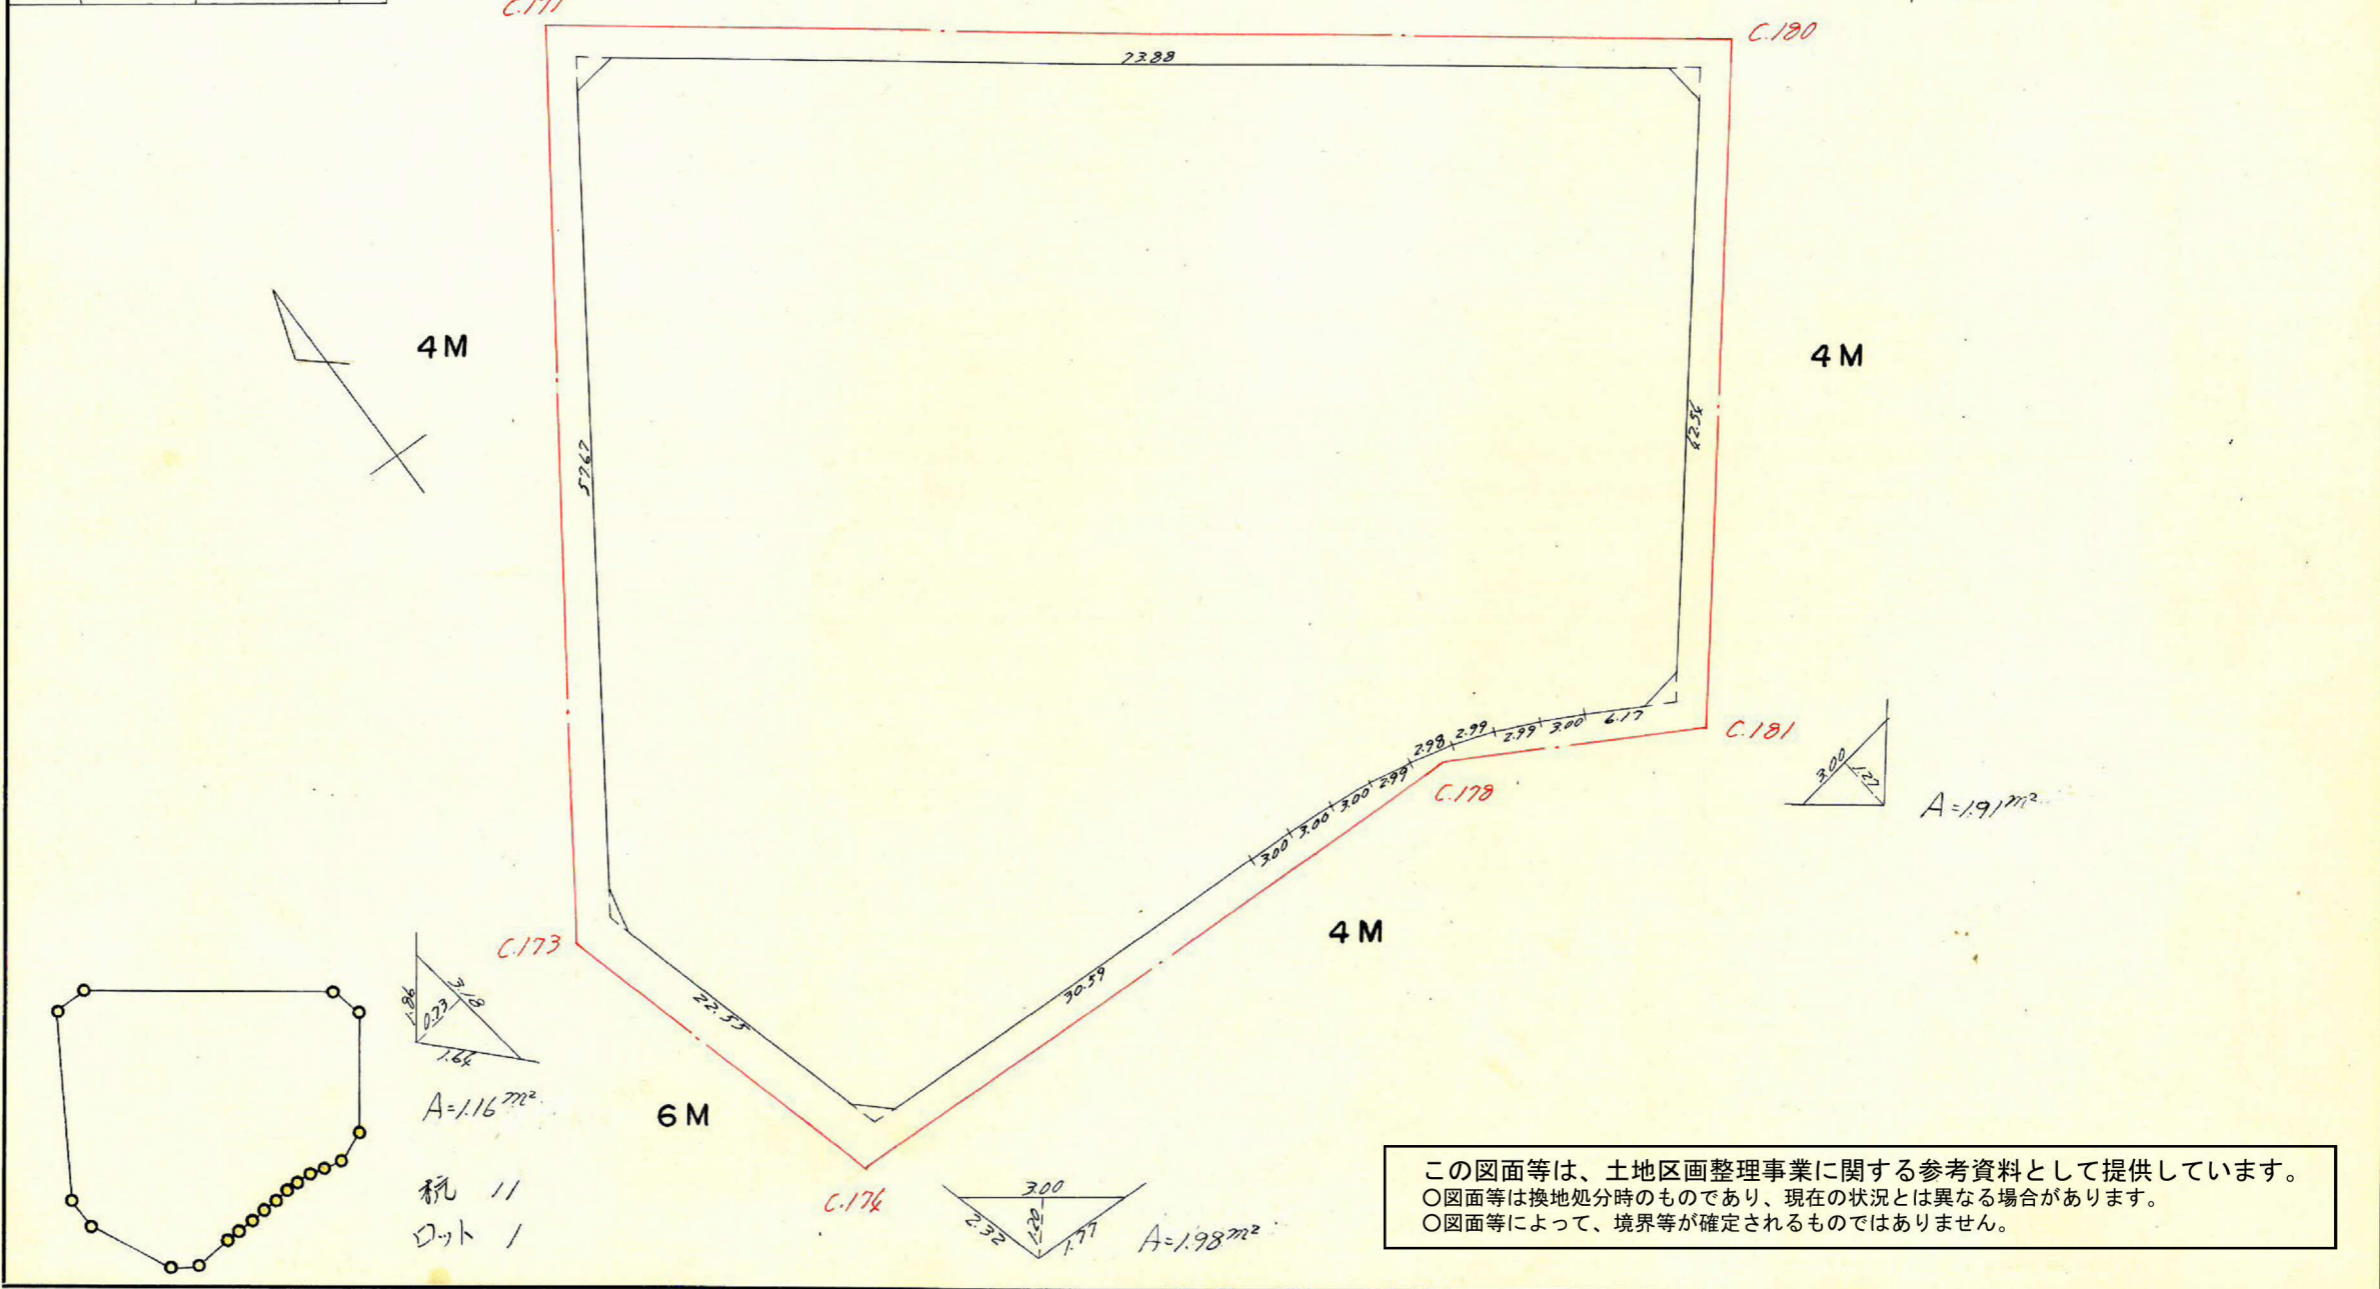 C.180
73.88
4M
4M
57.67
42.54
2.98
2.99
2.99
3.00
6.17
C.181
3.00
1.27
A=1.91m²
C.178
3.00
3.00
3.00
2.99
4M
C.173
30.59
22.55
1.86
3.18
0.73
1.64
A=1.16m²
6M
杭 11
ロット 1
C.174
3.00
2.32
1.20
1.77
A=1.98m²
この図面等は、土地区画整理事業に関する参考資料として提供しています。
○図面等は換地処分時のものであり、現在の状況とは異なる場合があります。
○図面等によって、境界等が確定されるものではありません。